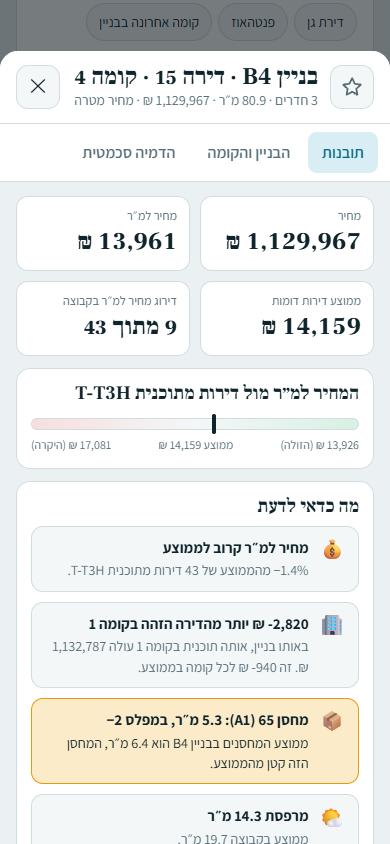 דירת גן
פנטהאוז
קומה אחרונה בבניין
בניין B4 · דירה 15 · קומה 4
3 חדרים · 80.9 מ״ר · 1,129,967 ₪ · מחיר מטרה
תובנות
הבניין והקומה
הדמיה סכמטית
מחיר
1,129,967 ₪
מחיר למ״ר
13,961 ₪
ממוצע דירות דומות
14,159 ₪
דירוג מחיר למ״ר בקבוצה
9 מתוך 43
המחיר למ״ר מול דירות מתוכנית T-T3H
13,926 ₪ (הזולה)
ממוצע 14,159 ₪
17,081 ₪ (היקרה)
מה כדאי לדעת
מחיר למ״ר קרוב לממוצע
−1.4% מהממוצע של 43 דירות מתוכנית T-T3H.
-2,820 ₪ יותר מהדירה הזהה בקומה 1
באותו בניין, אותה תוכנית בקומה 1 עולה 1,132,787
₪. זה -940 ₪ לכל קומה בממוצע.
מחסן 65 (A1): 5.3 מ״ר, במפלס −2
ממוצע המחסנים בבניין B4 הוא 6.4 מ״ר, המחסן
הזה קטן מהממוצע.
מרפסת 14.3 מ״ר
ממוצע בקבוצה 19.7 מ״ר.